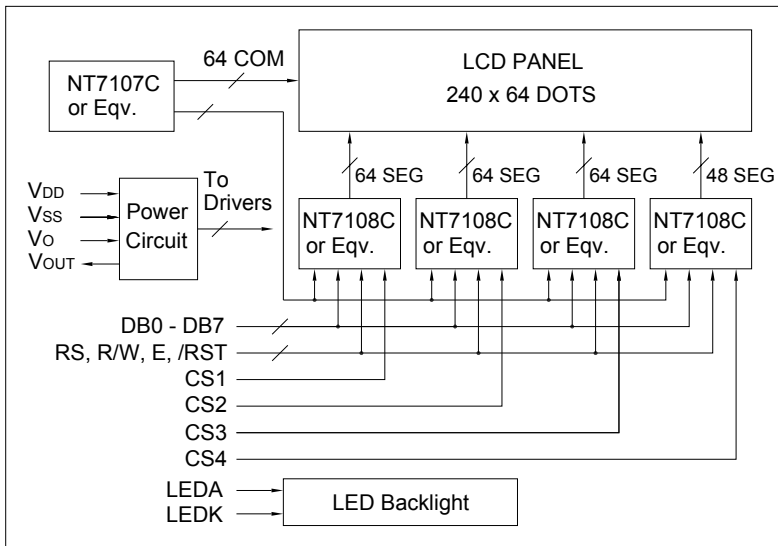 64 COM
NT7107C
or Eqv.
LCD PANEL
240 x 64 DOTS
64 SEG
64 SEG
64 SEG
48 SEG
VDD
VSS
VO
VOUT
Power
Circuit
To
Drivers
NT7108C
or Eqv.
NT7108C
or Eqv.
NT7108C
or Eqv.
NT7108C
or Eqv.
DB0 - DB7
RS, R/W, E, /RST
CS1
CS2
CS3
CS4
LEDA
LEDK
LED Backlight